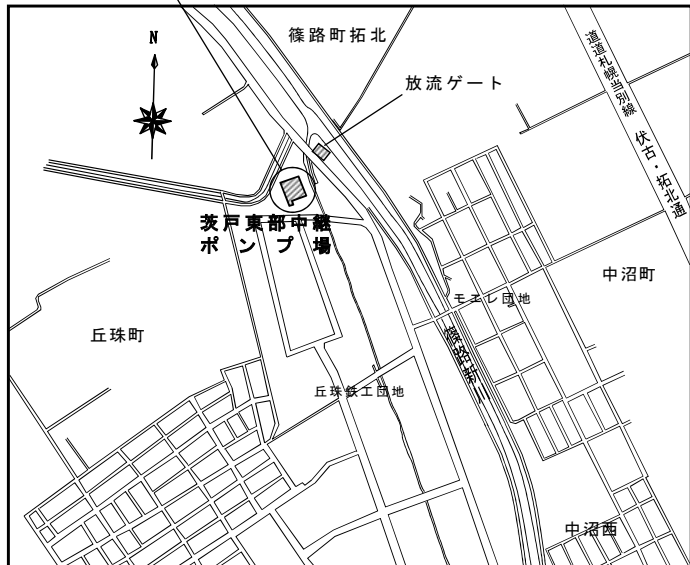 N
篠路町拓北
放流ゲート
道道札幌当別線
伏古・拓北通
茨戸東部中継
ポンプ場
中沼町
モエレ団地
丘珠町
篠路新川
丘珠鉄工団地
中沼西